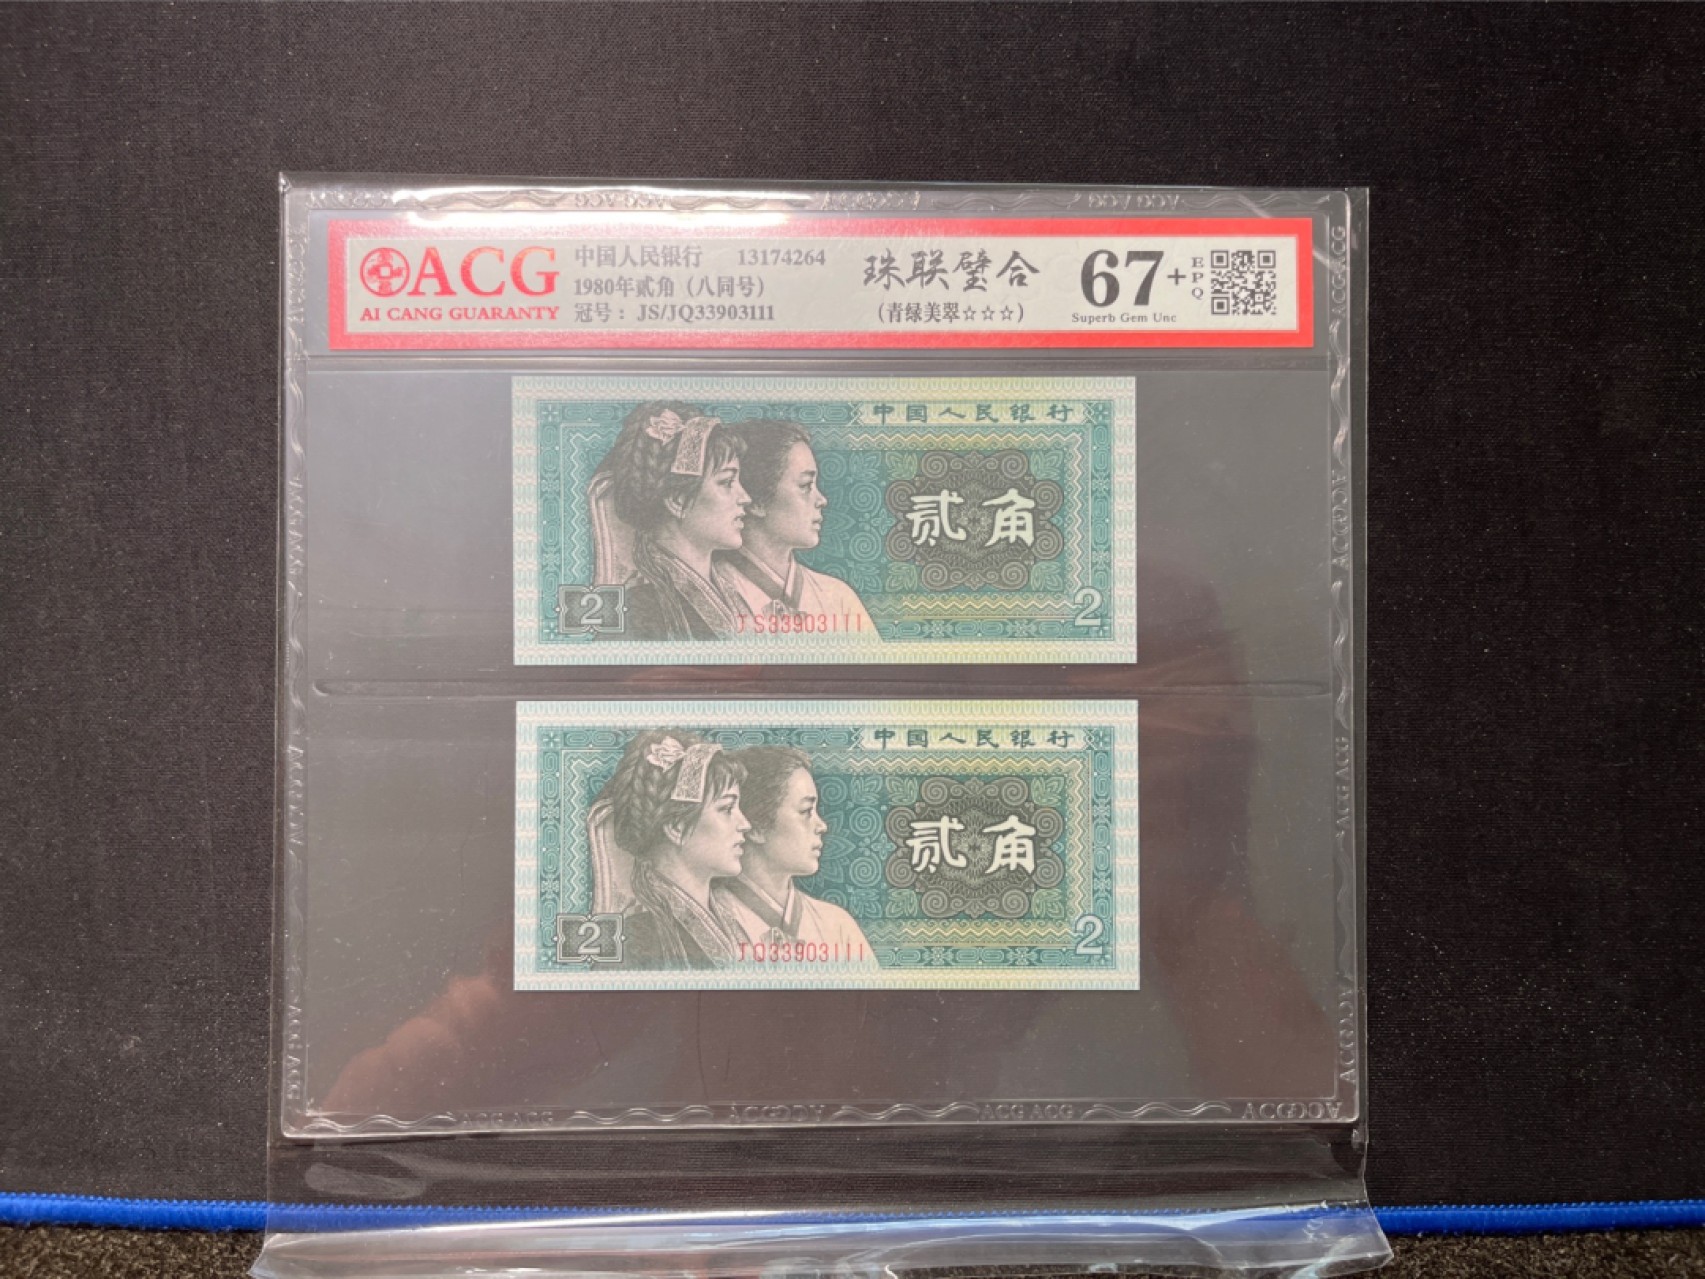 ACG
AI CANG GUARANTY
中国人民银行 13174264
1980年贰角（八同号）
冠号：JS/JQ33903111
珠联璧合
（青绿美翠☆☆☆）
67+
EPQ
Superb Gem Unc
中国人民银行
贰角
2
2
JS33903111
中国人民银行
贰角
2
2
JQ33903111
ACG ACG